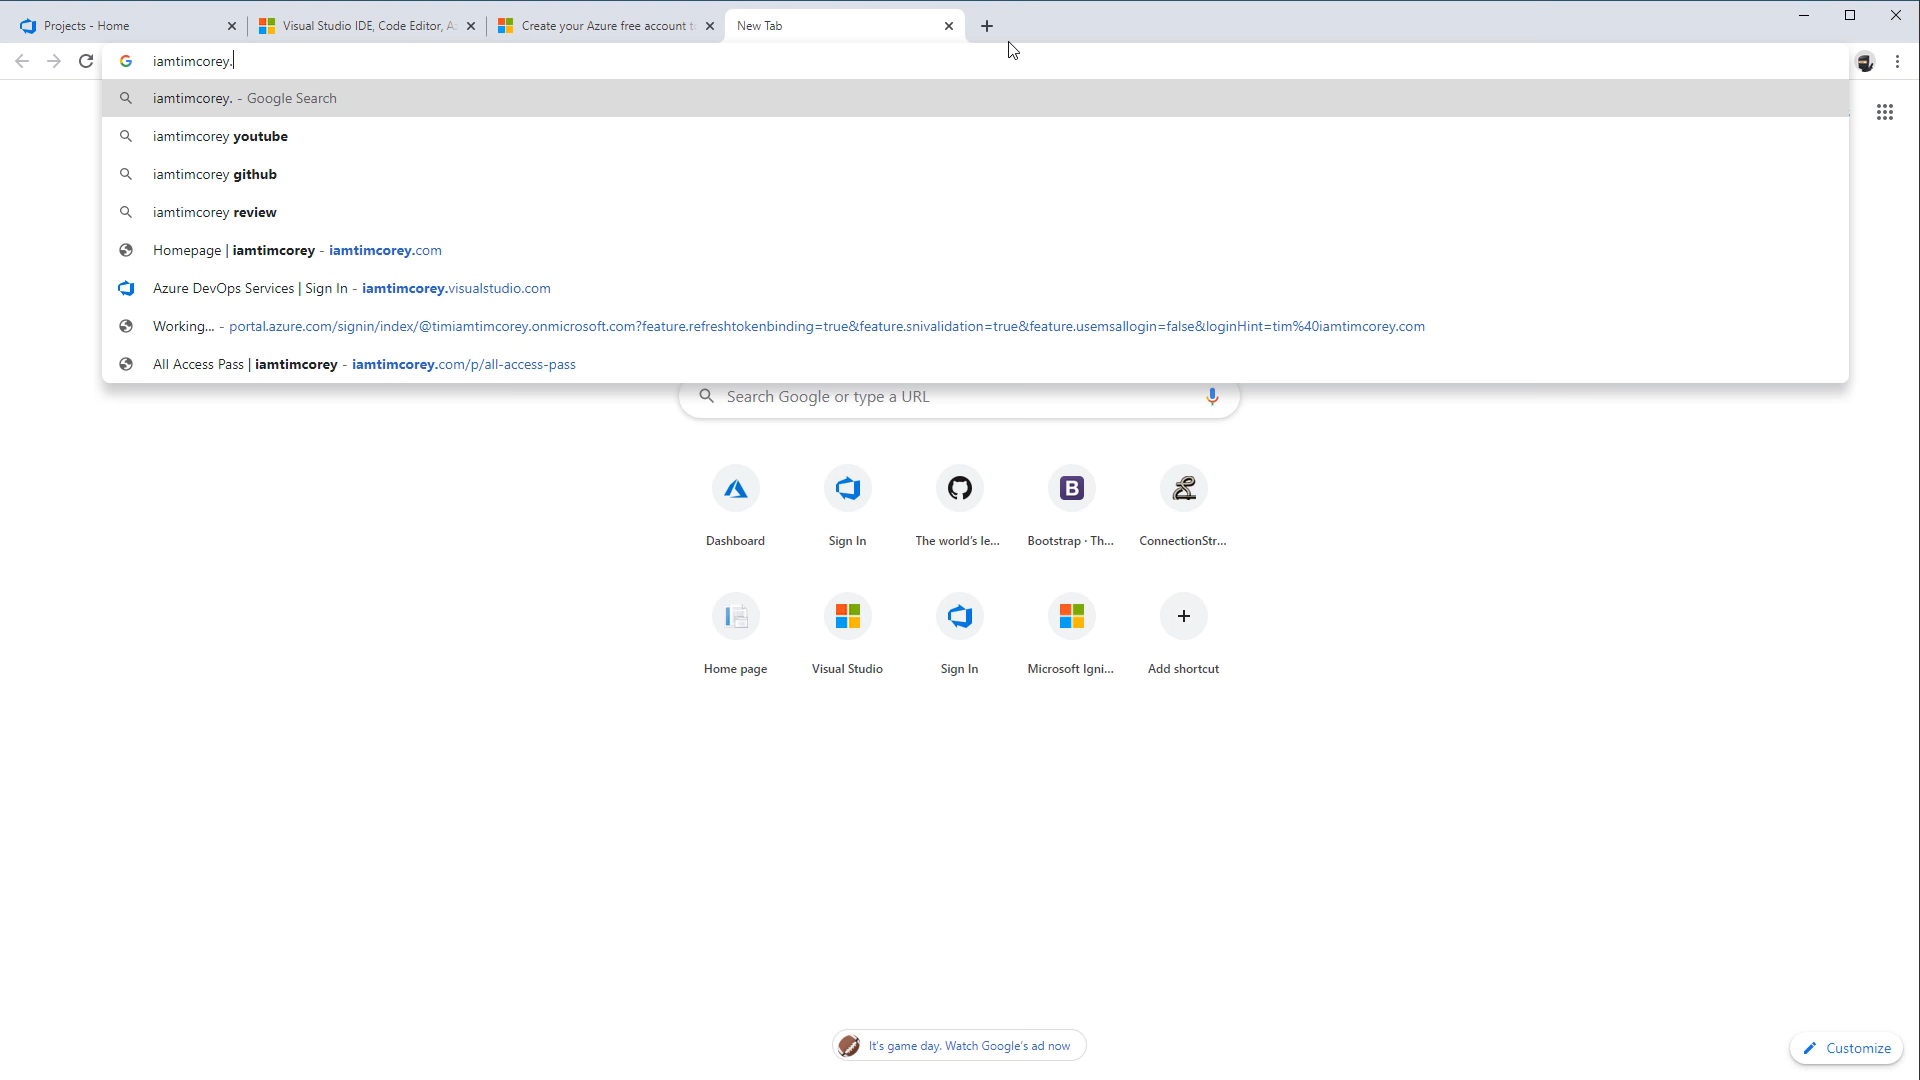 Projects - Home
Visual Studio IDE, Code Editor, Az
Create your Azure free account to
New Tab
iamtimcorey.
iamtimcorey. - Google Search
iamtimcorey youtube
iamtimcorey github
iamtimcorey review
Homepage | iamtimcorey - iamtimcorey.com
Azure DevOps Services | Sign In - iamtimcorey.visualstudio.com
Working... - portal.azure.com/signin/index/@timiamtimcorey.onmicrosoft.com?feature.refreshtokenbinding=true&feature.snivalidation=true&feature.usemsallogin=false&loginHint=tim%40iamtimcorey.com
All Access Pass | iamtimcorey - iamtimcorey.com/p/all-access-pass
Search Google or type a URL
Dashboard
Sign In
The world's le...
Bootstrap · Th...
ConnectionStr...
Home page
Visual Studio
Sign In
Microsoft Igni...
Add shortcut
It's game day. Watch Google's ad now
Customize